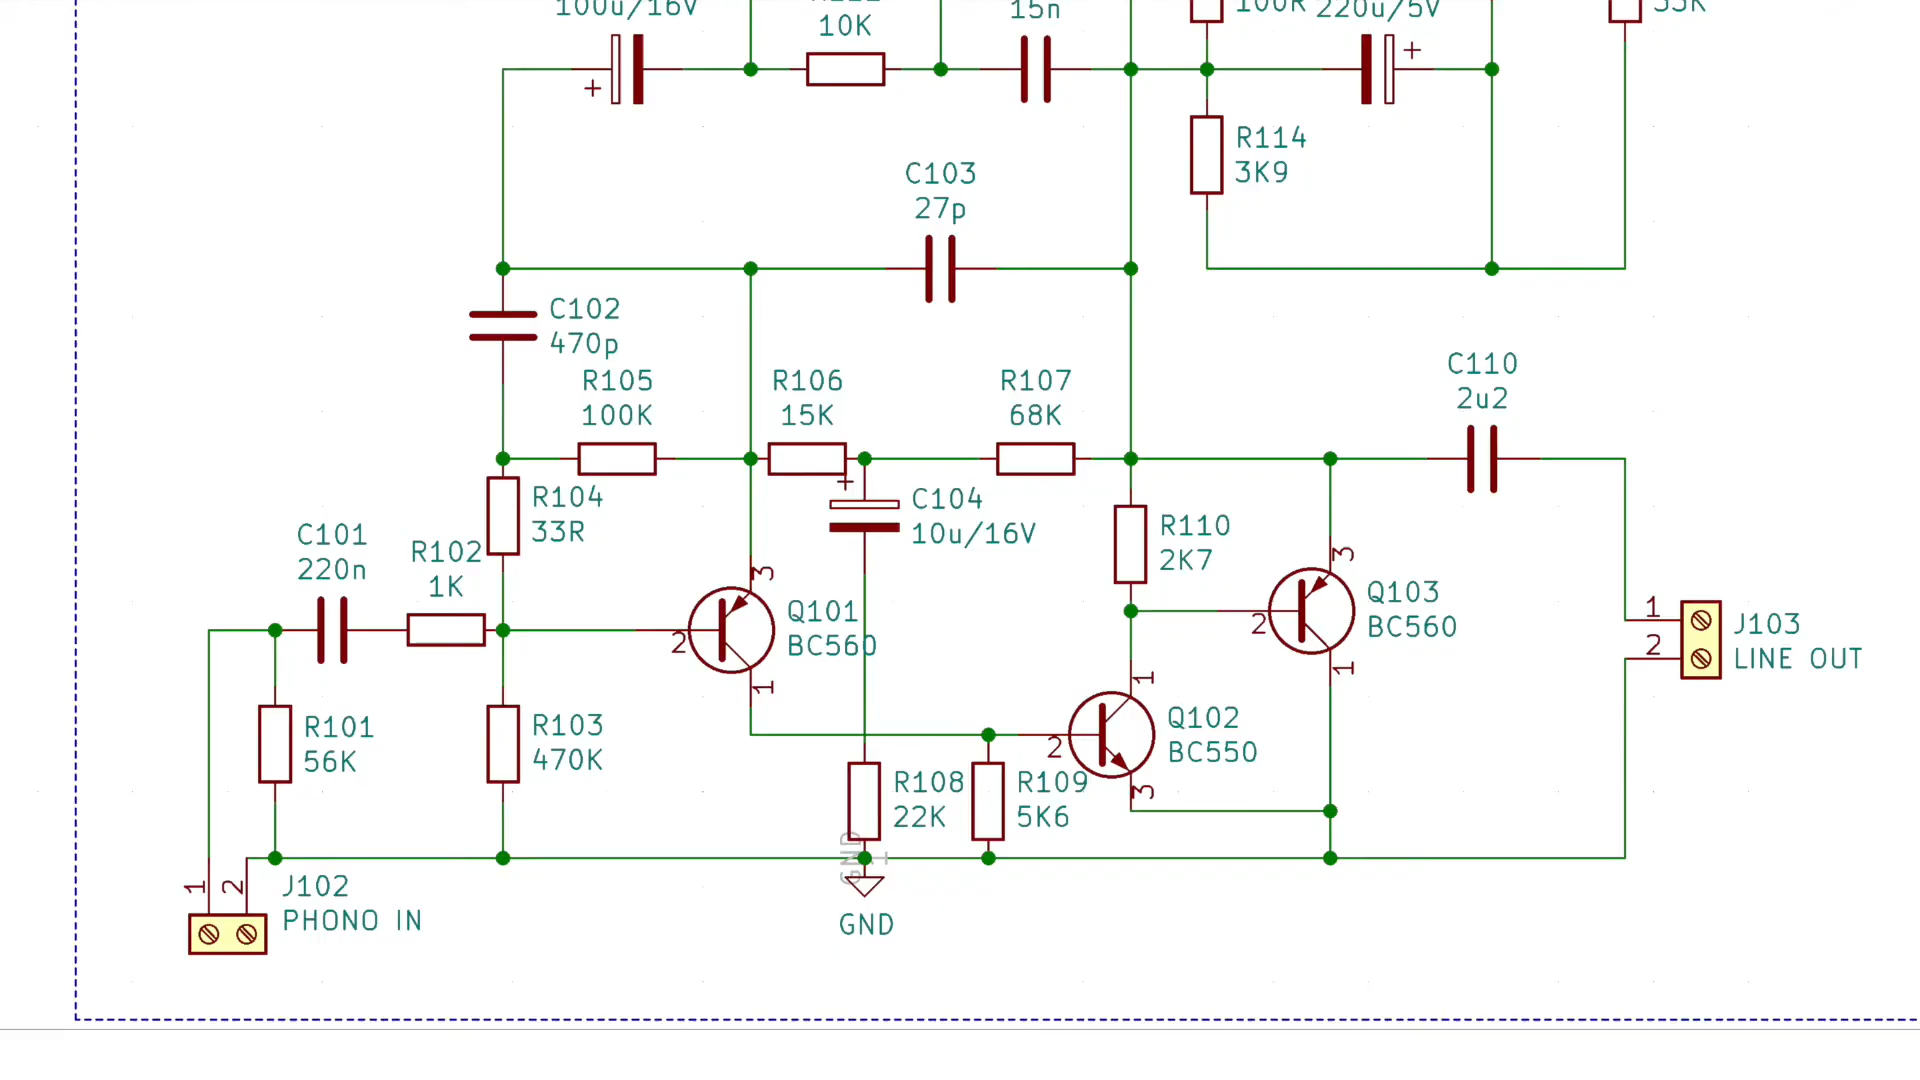 100u/16V
10K
15n
100R
220u/5V
+
+
R114
3K9
C103
27p
C102
470p
R105
100K
R106
15K
R107
68K
C110
2u2
+
R104
33R
C104
10u/16V
C101
220n
R102
1K
R110
2K7
3
2
Q101
BC560
1
3
2
Q103
BC560
1
1
2
J103
LINE OUT
R101
56K
R103
470K
1
2
Q102
BC550
3
R108
22K
R109
5K6
GND
1
2
J102
PHONO IN
GND